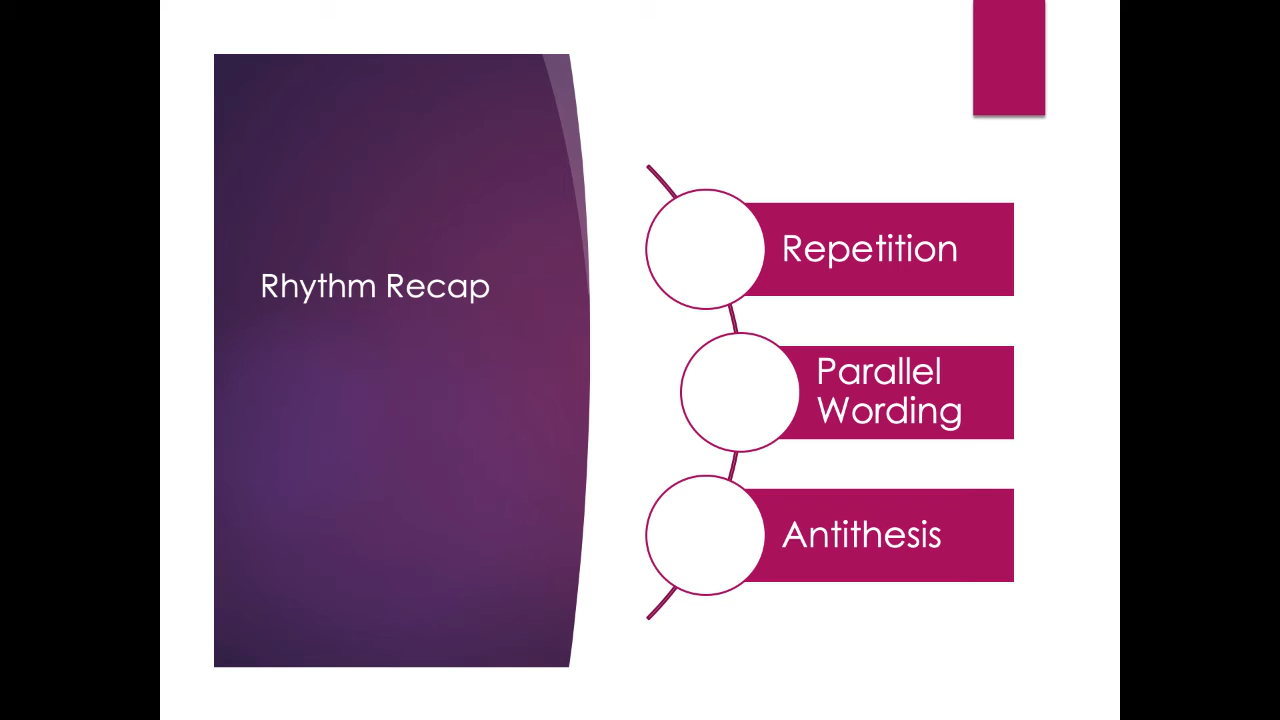 Rhythm Recap
Repetition
Parallel
Wording
Antithesis